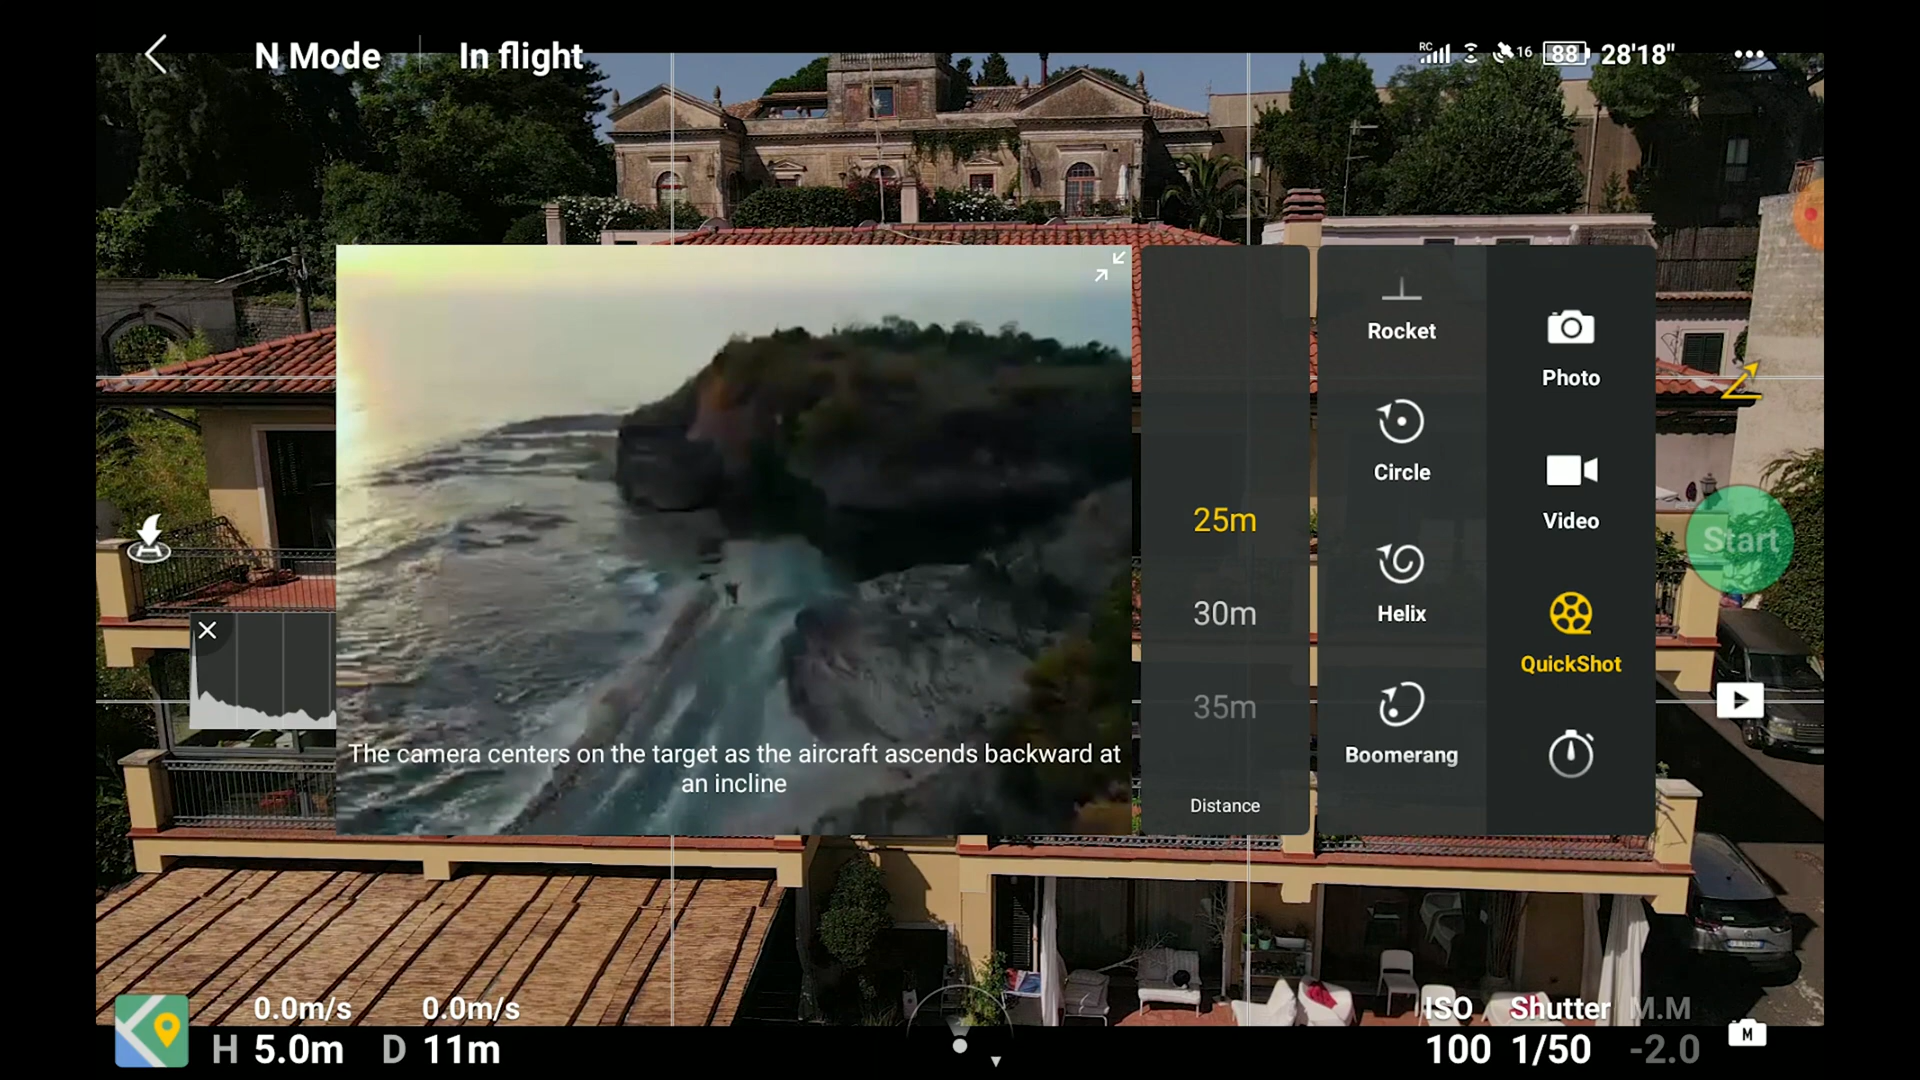 N Mode
In flight
RC
16
88
28'18"
Rocket
Circle
Helix
Boomerang
Photo
Video
QuickShot
Start
25m
30m
35m
Distance
The camera centers on the target as the aircraft ascends backward at
an incline
0.0m/s 0.0m/s
H 5.0m D 11m
ISO Shutter M.M
100 1/50 -2.0
M